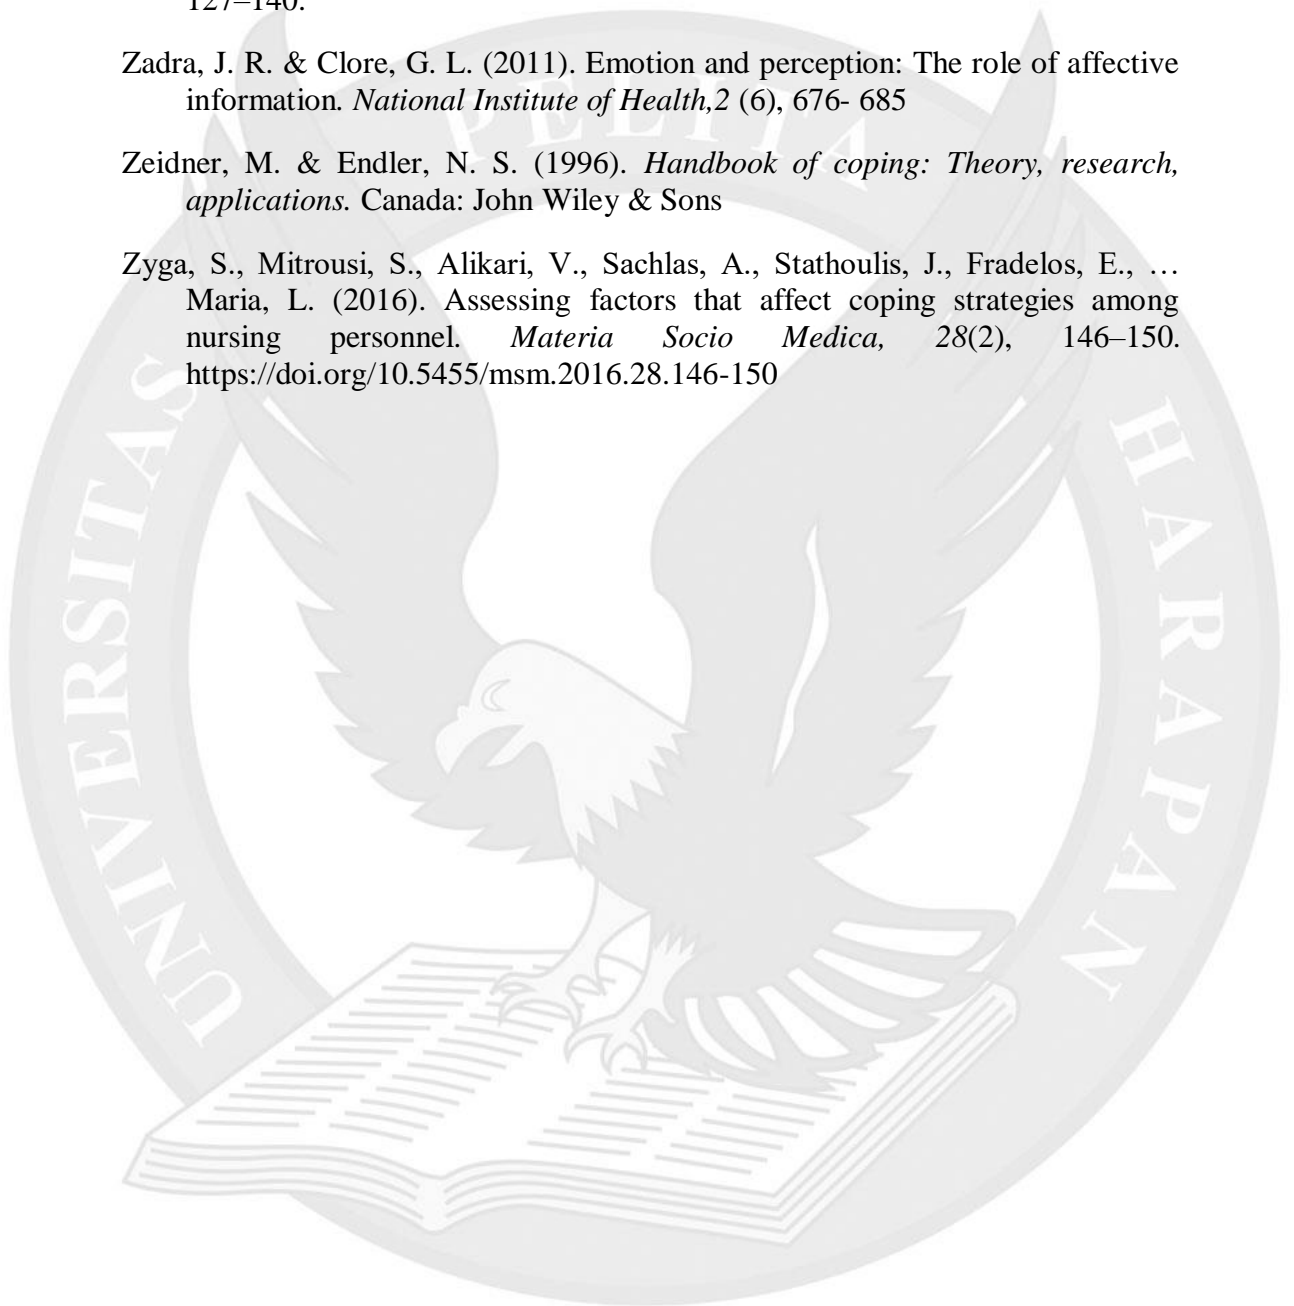 127–140.
Zadra, J. R. & Clore, G. L. (2011). Emotion and perception: The role of affective
information. National Institute of Health,2 (6), 676- 685
Zeidner, M. & Endler, N. S. (1996). Handbook of coping: Theory, research,
applications. Canada: John Wiley & Sons
Zyga, S., Mitrousi, S., Alikari, V., Sachlas, A., Stathoulis, J., Fradelos, E., …
Maria, L. (2016). Assessing factors that affect coping strategies among
nursing personnel. Materia Socio Medica, 28(2), 146–150.
https://doi.org/10.5455/msm.2016.28.146-150
UNIVERSITAS PELITA HARAPAN